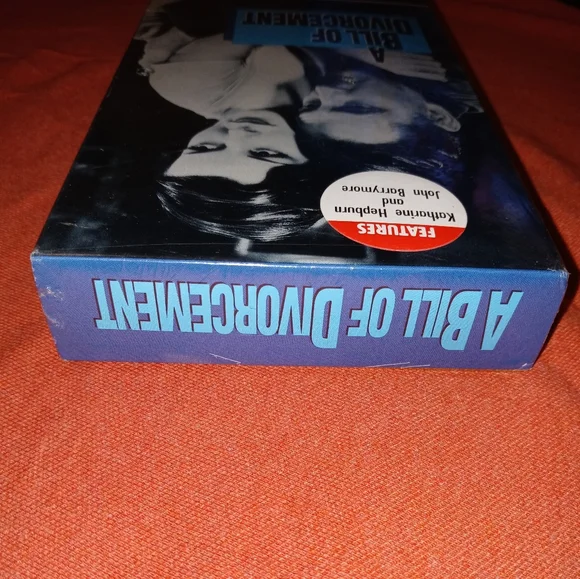 A BILL OF
DIVORCEMENT
FEATURES
Katharine Hepburn
and
John Barrymore
A BILL OF DIVORCEMENT